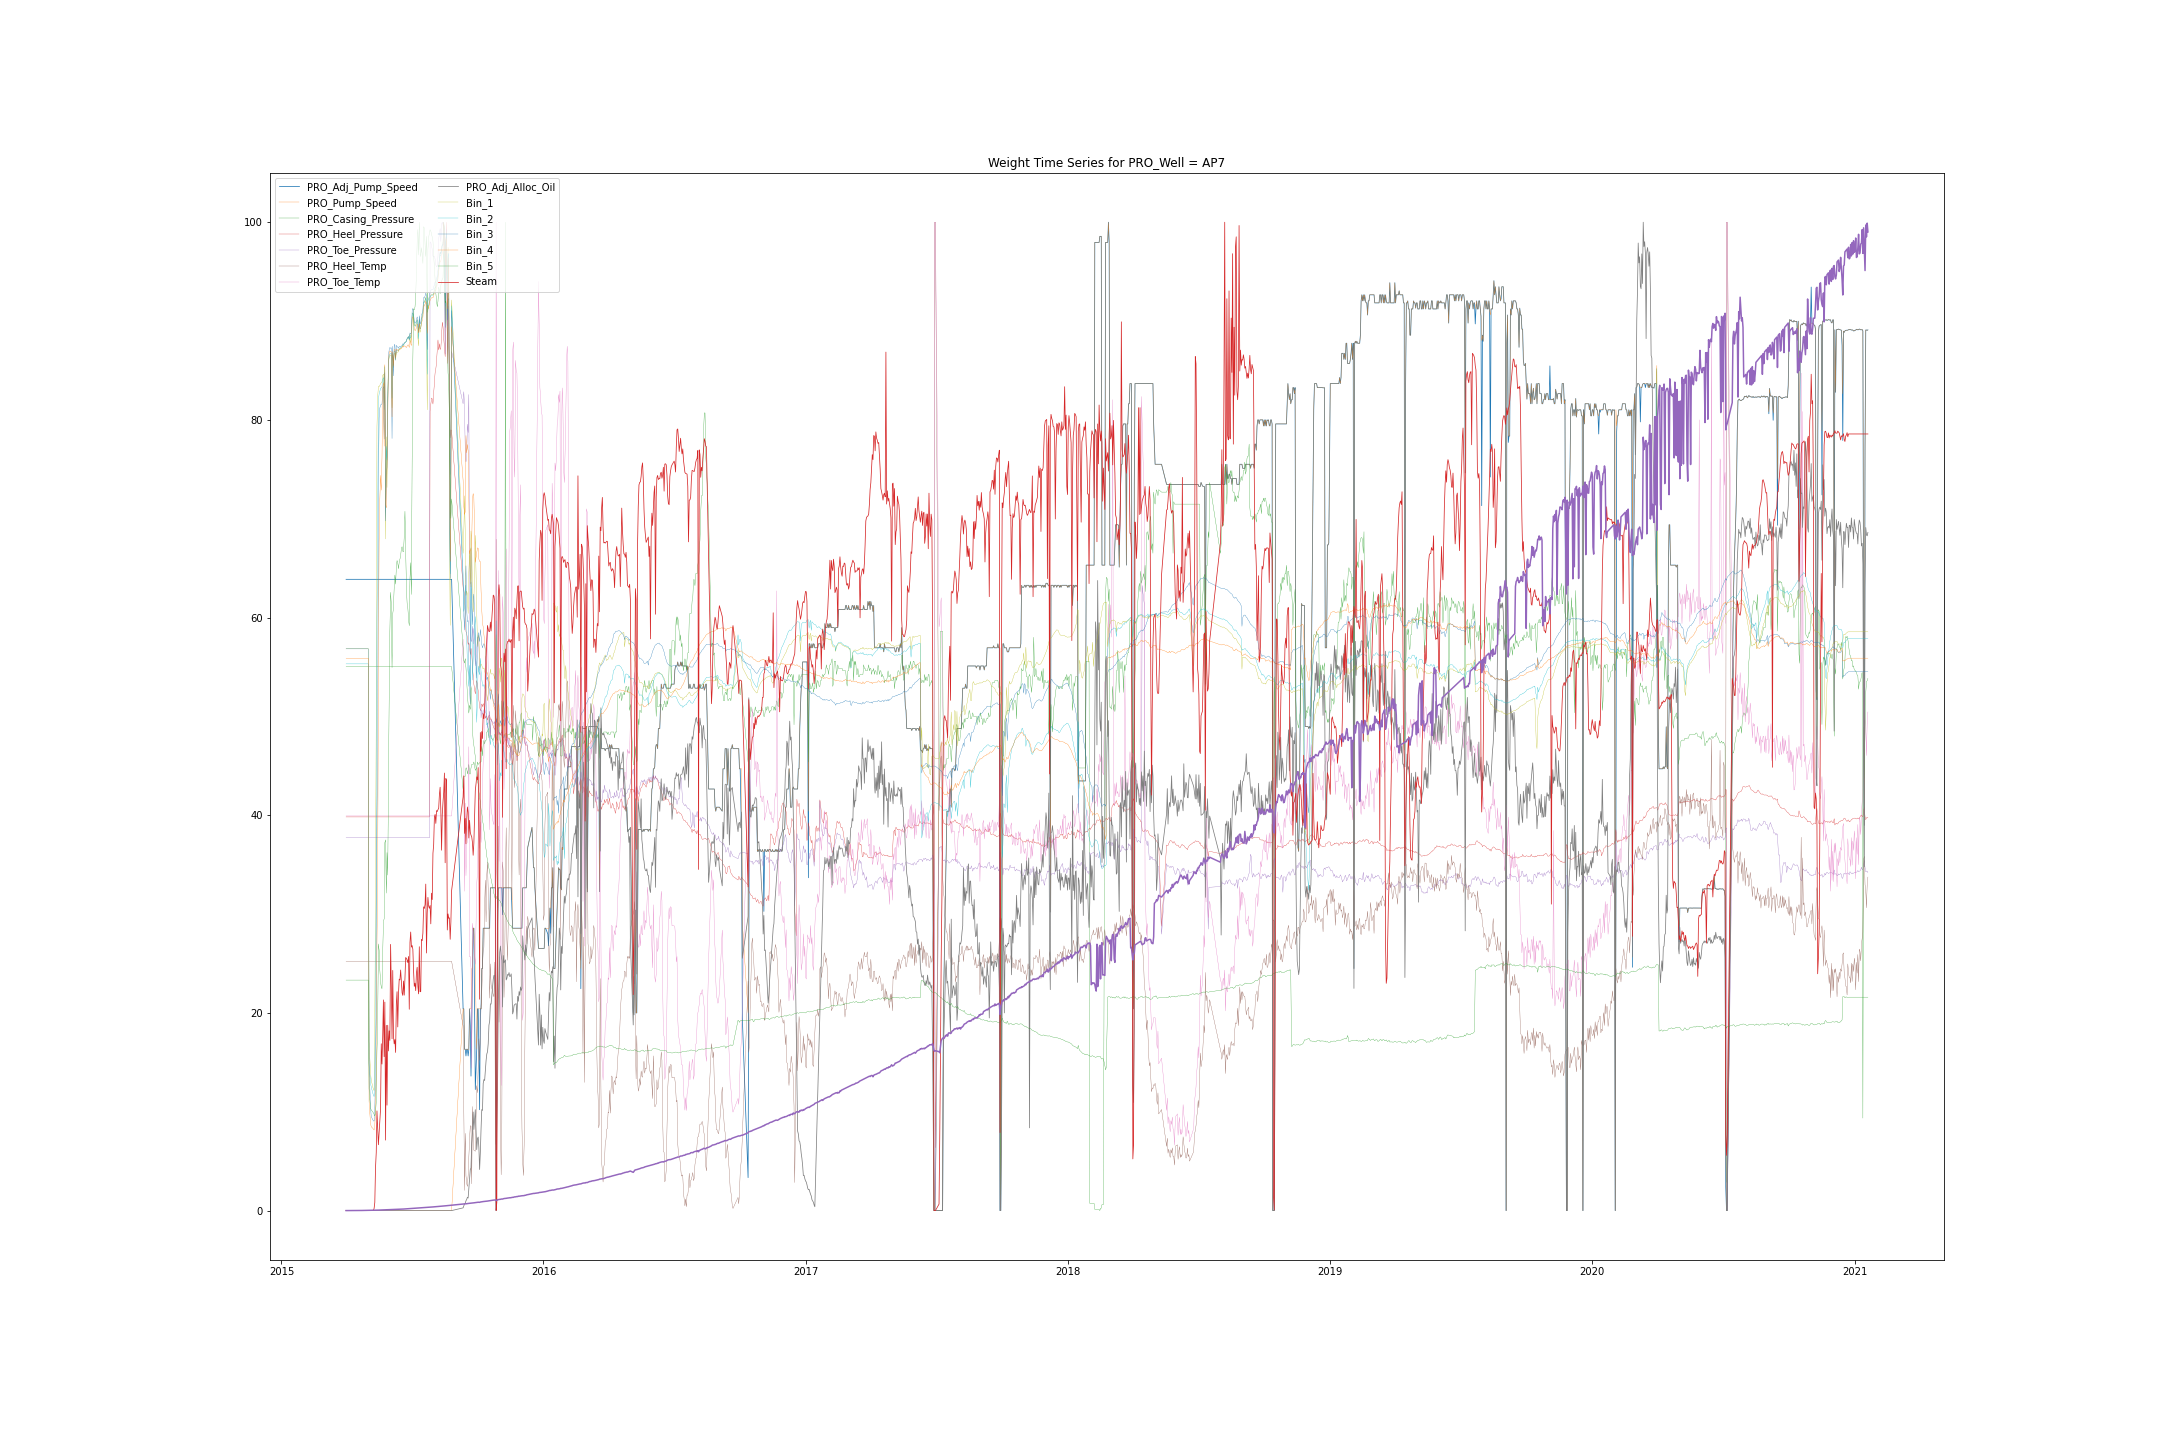 Weight Time Series for PRO_Well = AP7
PRO_Adj_Pump_Speed
PRO_Pump_Speed
PRO_Casing_Pressure
PRO_Heel_Pressure
PRO_Toe_Pressure
PRO_Heel_Temp
PRO_Toe_Temp
PRO_Adj_Alloc_Oil
Bin_1
Bin_2
Bin_3
Bin_4
Bin_5
Steam
100
80
60
40
20
0
2015 2016 2017 2018 2019 2020 2021